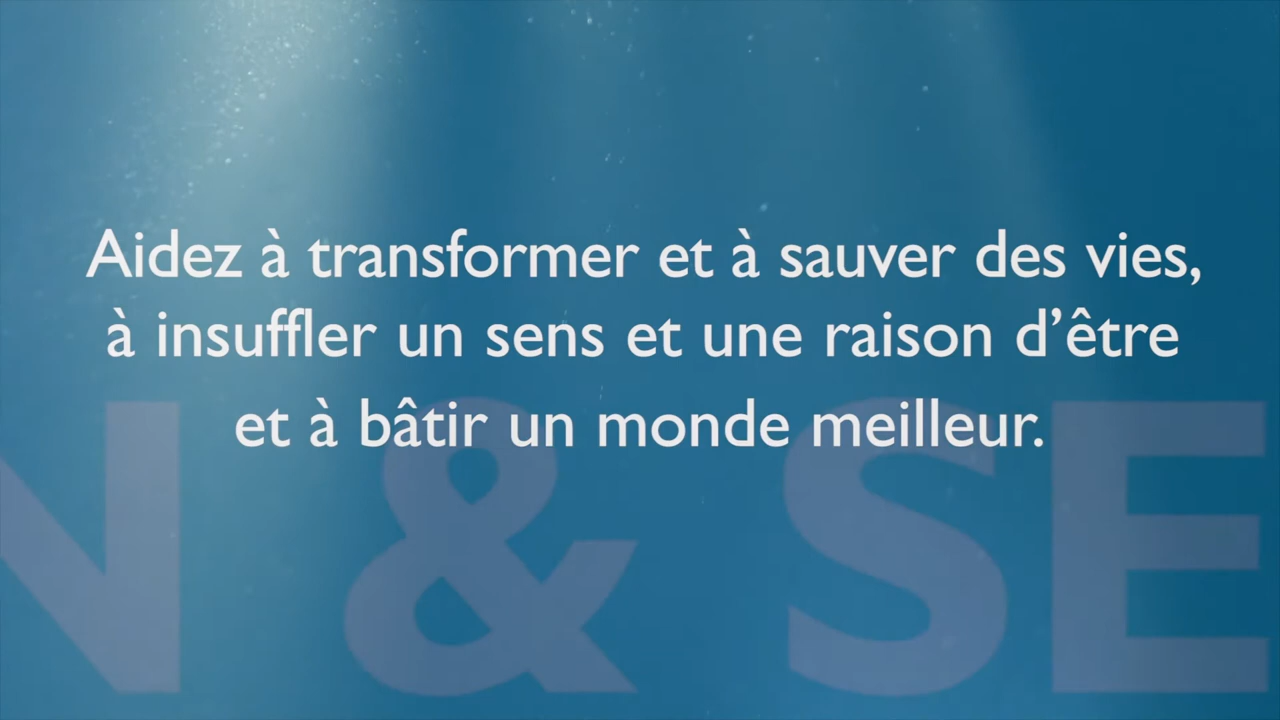 Aidez à transformer et à sauver des vies,
à insuffler un sens et une raison d’être
et à bâtir un monde meilleur.
N & SE